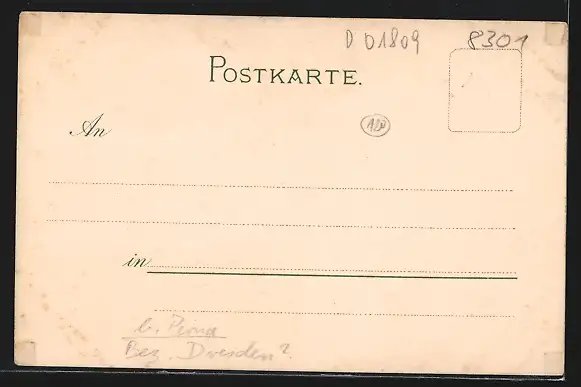 D 01809
8301
POSTKARTE.
An
in
b. Pirna
Bez. Dresden?